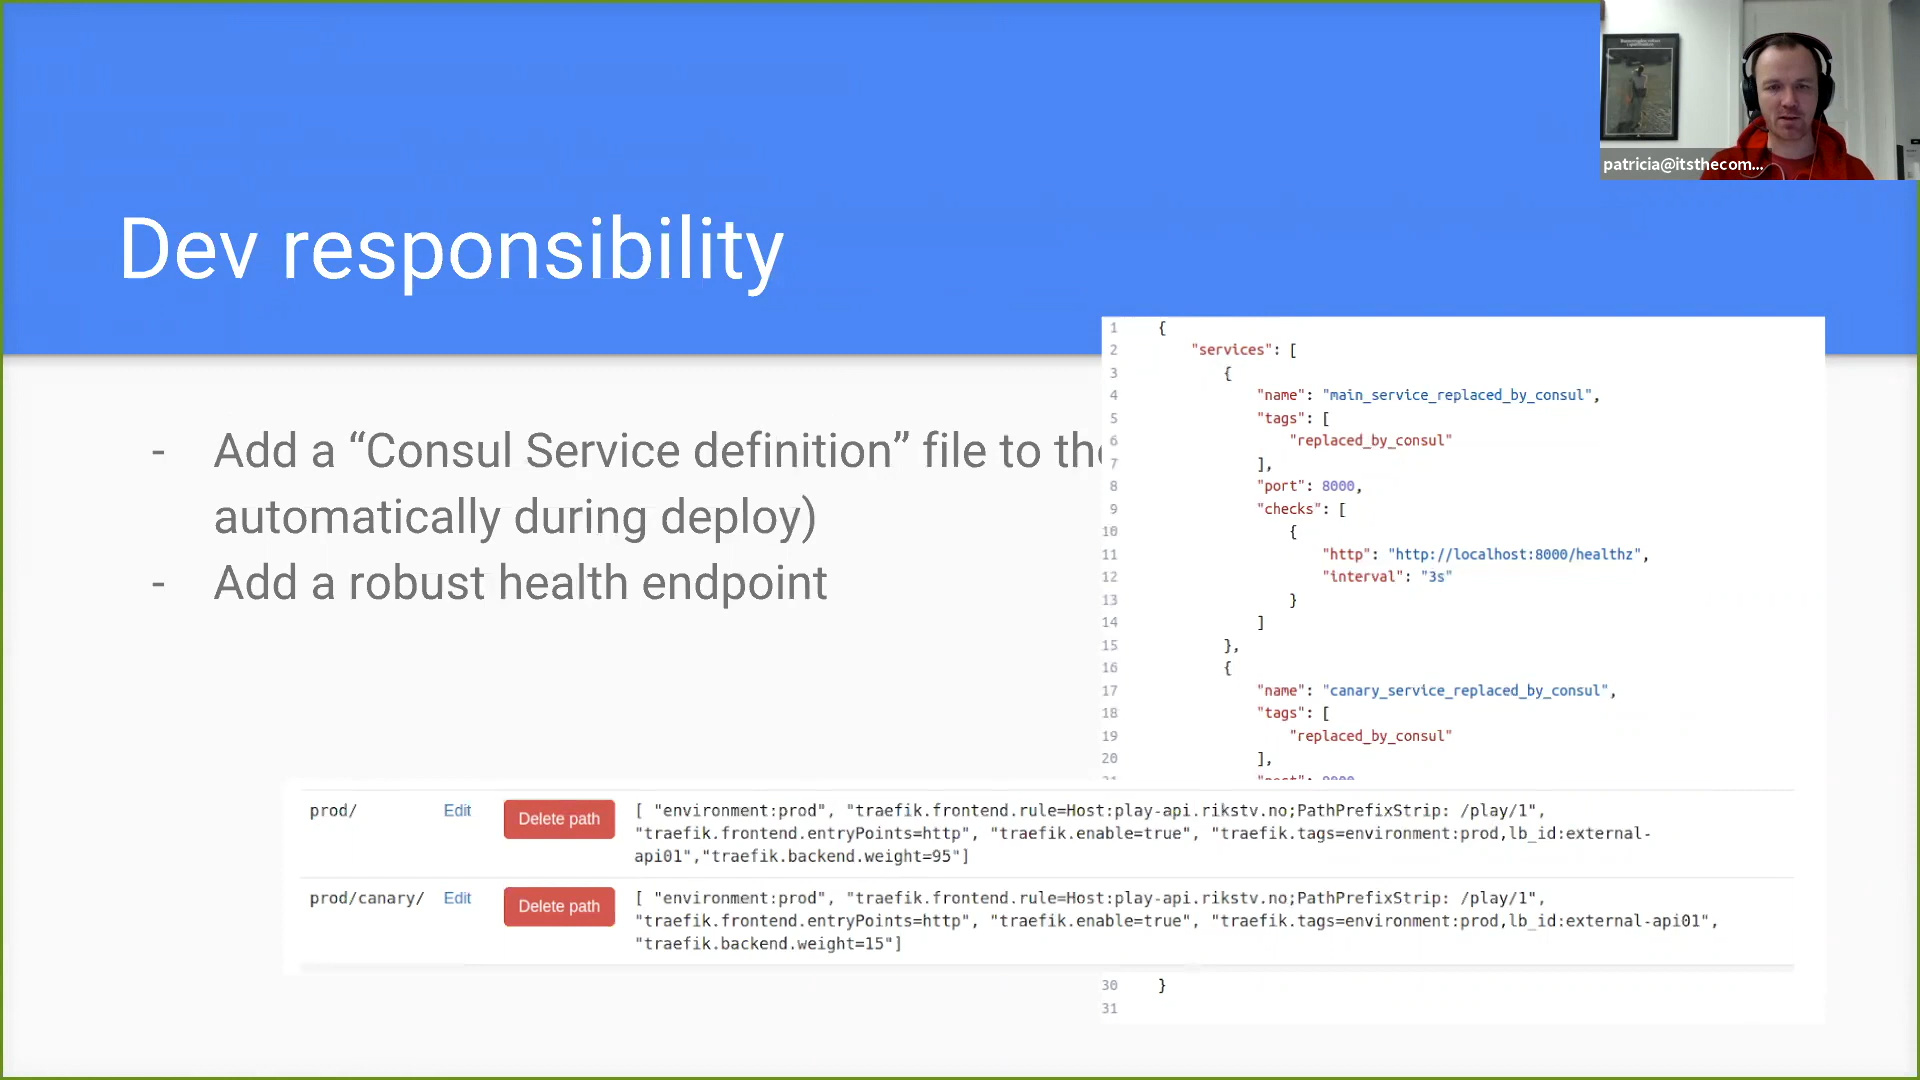 patricia@itsthecom...
Dev responsibility
- Add a “Consul Service definition” file to the
automatically during deploy)
- Add a robust health endpoint
1 {
2 "services": [
3 {
4 "name": "main_service_replaced_by_consul",
5 "tags": [
6 "replaced_by_consul"
7 ],
8 "port": 8000,
9 "checks": [
10 {
11 "http": "http://localhost:8000/healthz",
12 "interval": "3s"
13 }
14 ]
15 },
16 {
17 "name": "canary_service_replaced_by_consul",
18 "tags": [
19 "replaced_by_consul"
20 ],
prod/ Edit Delete path [ "environment:prod", "traefik.frontend.rule=Host:play-api.rikstv.no;PathPrefixStrip: /play/1",
"traefik.frontend.entryPoints=http", "traefik.enable=true", "traefik.tags=environment:prod,lb_id:external-
api01","traefik.backend.weight=95"]
prod/canary/ Edit Delete path [ "environment:prod", "traefik.frontend.rule=Host:play-api.rikstv.no;PathPrefixStrip: /play/1",
"traefik.frontend.entryPoints=http", "traefik.enable=true", "traefik.tags=environment:prod,lb_id:external-api01",
"traefik.backend.weight=15"]
30 }
31